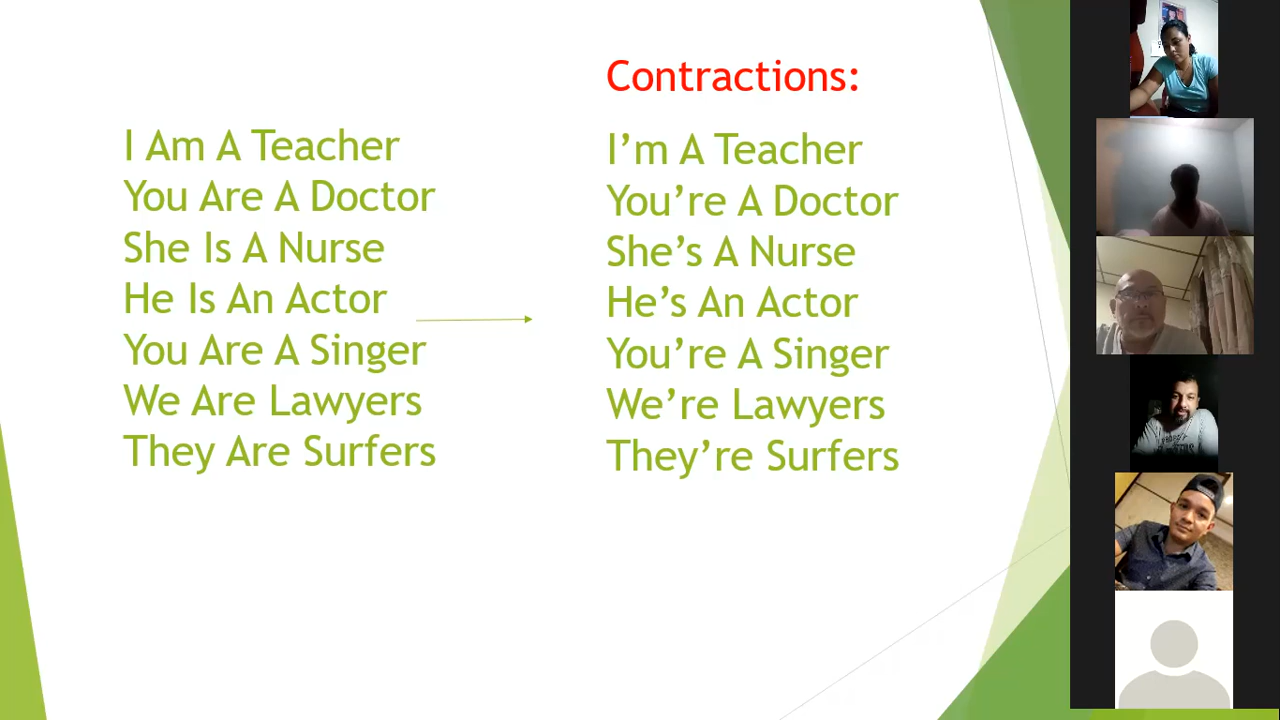 Contractions:
I Am A Teacher
You Are A Doctor
She Is A Nurse
He Is An Actor
You Are A Singer
We Are Lawyers
They Are Surfers
I’m A Teacher
You’re A Doctor
She’s A Nurse
He’s An Actor
You’re A Singer
We’re Lawyers
They’re Surfers